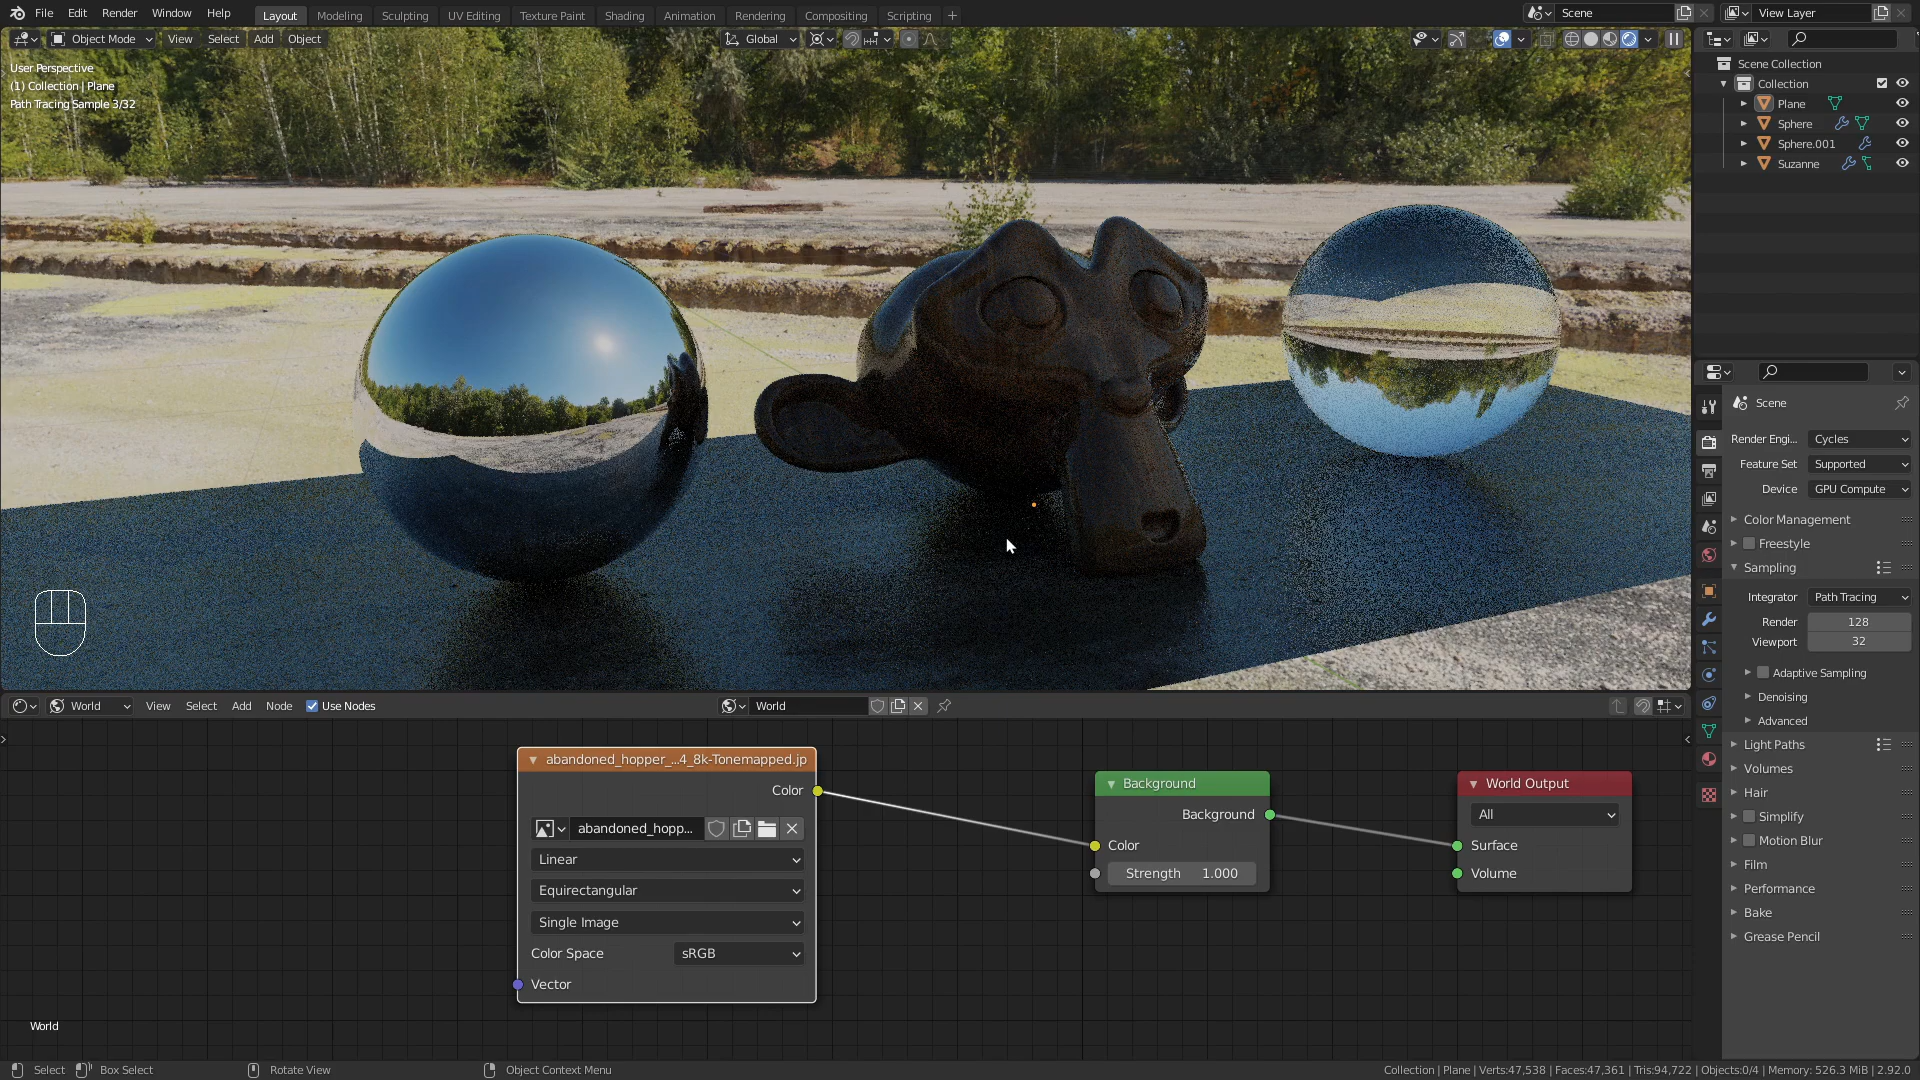 File Edit Render Window Help
Layout Modeling Sculpting UV Editing Texture Paint Shading Animation Rendering Compositing Scripting +
Scene
View Layer
Object Mode View Select Add Object
Global
User Perspective
(1) Collection | Plane
Path Tracing Sample 3/32
Scene Collection
Collection
Plane
Sphere
Sphere.001
Suzanne
Scene
Render Engi... Cycles
Feature Set Supported
Device GPU Compute
Color Management
Freestyle
Sampling
Integrator Path Tracing
Render 128
Viewport 32
Adaptive Sampling
Denoising
Advanced
Light Paths
Volumes
Hair
Simplify
Motion Blur
Film
Performance
Bake
Grease Pencil
World View Select Add Node Use Nodes
World
abandoned_hopper_...4_8k-Tonemapped.jp
Color
abandoned_hopp...
Linear
Equirectangular
Single Image
Color Space sRGB
Vector
Background
Background
Color
Strength 1.000
World Output
All
Surface
Volume
World
Select Box Select Rotate View Object Context Menu
Collection | Plane | Verts:47,538 | Faces:47,361 | Tris:94,722 | Objects:0/4 | Memory: 526.3 MiB | 2.92.0